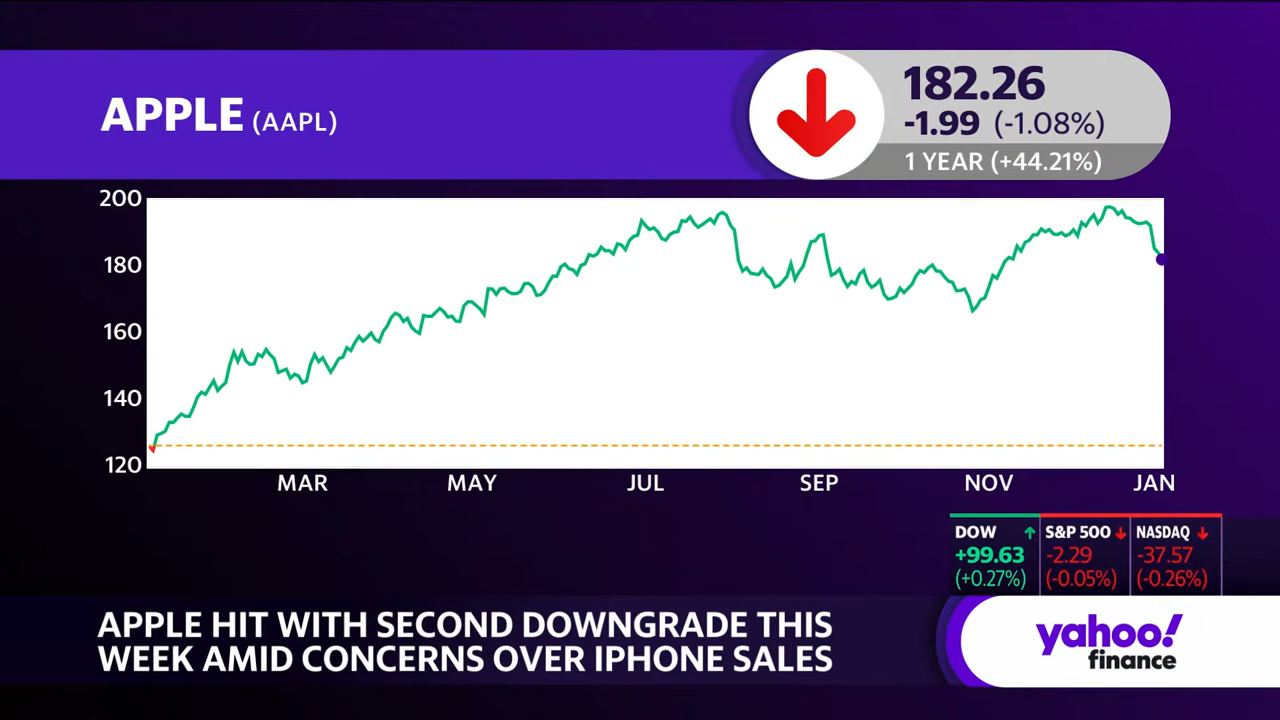 APPLE (AAPL)
182.26
-1.99 (-1.08%)
1 YEAR (+44.21%)
200
180
160
140
120
MAR MAY JUL SEP NOV JAN
DOW S&P 500 NASDAQ
+99.63 -2.29 -37.57
(+0.27%) (-0.05%) (-0.26%)
APPLE HIT WITH SECOND DOWNGRADE THIS
WEEK AMID CONCERNS OVER IPHONE SALES
yahoo!
finance